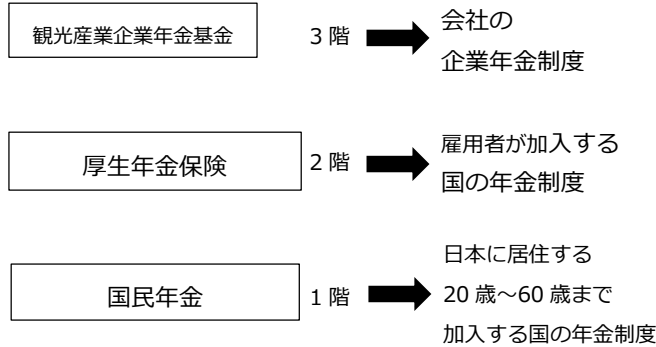 観光産業企業年金基金
3 階
会社の
企業年金制度
厚生年金保険
2 階
雇用者が加入する
国の年金制度
国民年金
1 階
日本に居住する
20 歳～60 歳まで
加入する国の年金制度